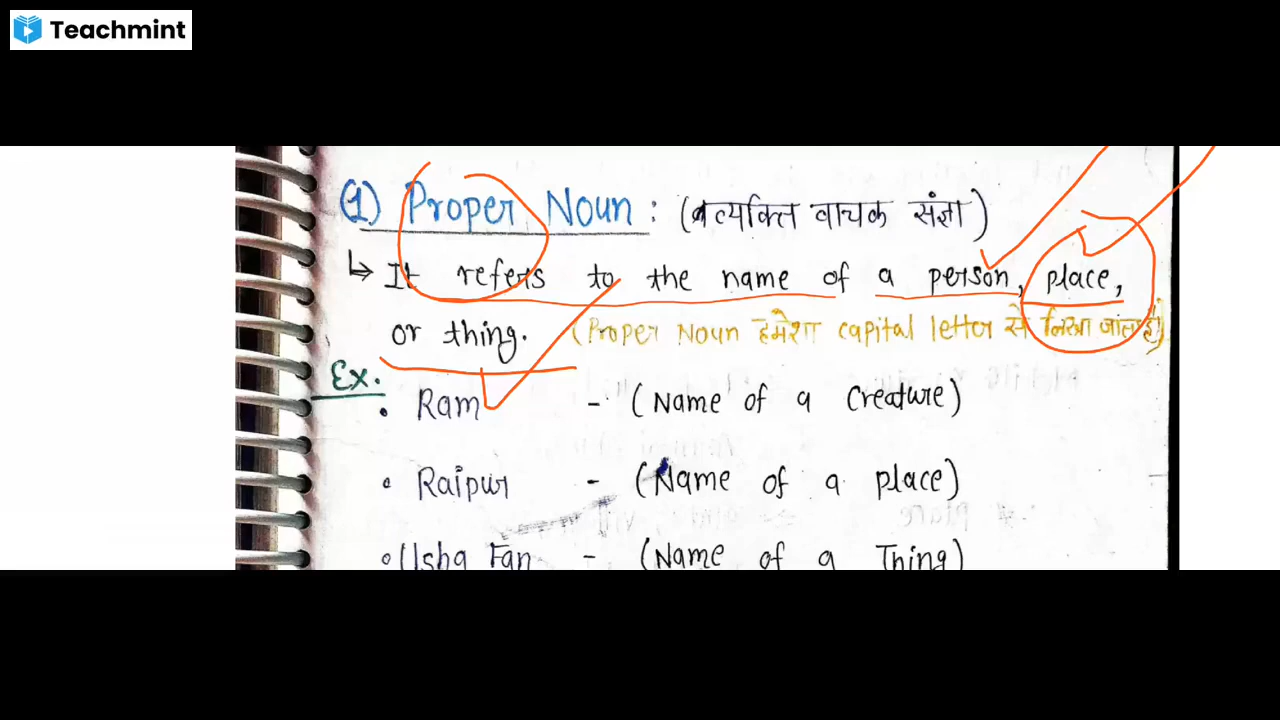 Teachmint
(1) Proper Noun : (व्यक्ति वाचक संज्ञा)
↳ It refers to the name of a person, place,
or thing. (Proper Noun हमेशा capital letter से लिखा जाता है)
Ex.
• Ram - (Name of a Creature)
• Raipur - (Name of a place)
• Usha Fan - (Name of a Thing)